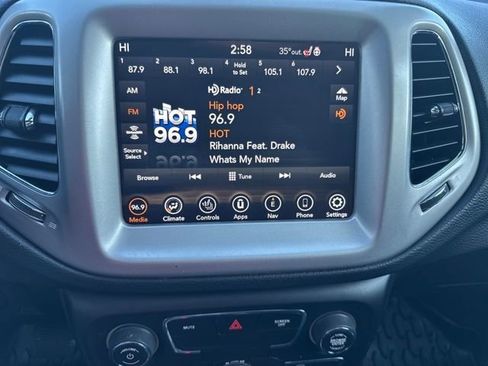 HI 2:58 35°out. HI
1 2 3 4 5 6
87.9 88.1 98.1 Hold to Set 105.1 107.9
AM
HD Radio 1 2
Map
FM
Hip hop
HOT 96.9
96.9
HD
SiriusXM
HOT
Rihanna Feat. Drake
Source Select
Whats My Name
Browse Tune Audio
96.9
Media Climate Controls Apps Nav Phone Settings
MUTE
SCREEN OFF